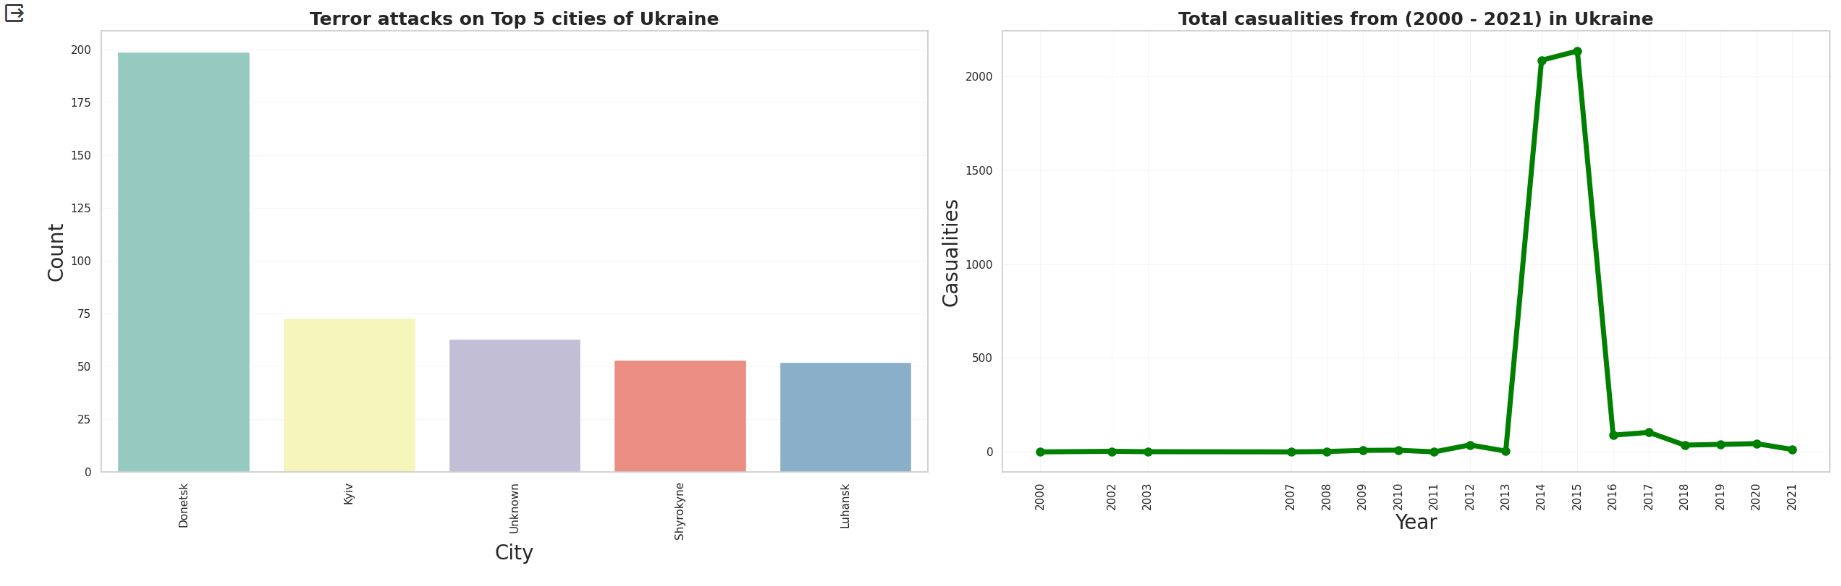 Terror attacks on Top 5 cities of Ukraine
200
175
150
125
100
75
50
25
0
Count
Donetsk
Kyiv
Unknown
Shyrokyne
Luhansk
City
Total casualities from (2000 - 2021) in Ukraine
2000
1500
1000
500
0
Casualities
2000
2002
2003
2007
2008
2009
2010
2011
2012
2013
2014
2015
2016
2017
2018
2019
2020
2021
Year